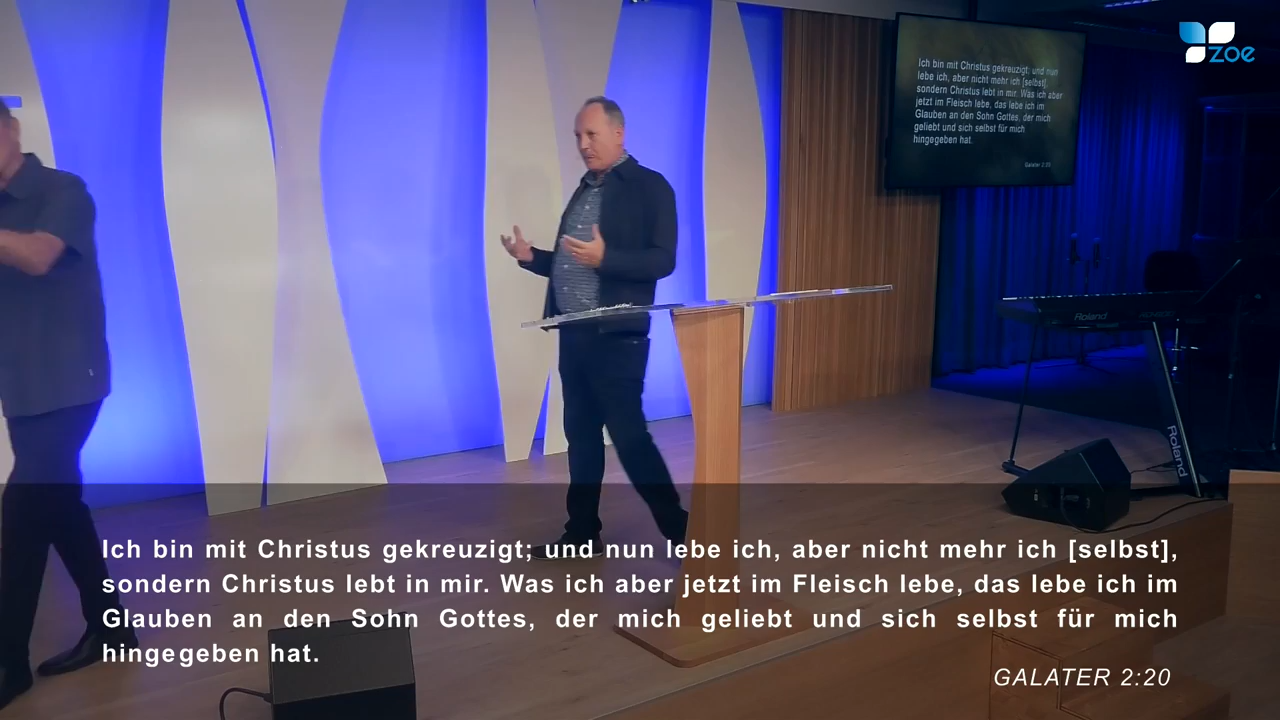 zoe
Ich bin mit Christus gekreuzigt; und nun
lebe ich, aber nicht mehr ich [selbst],
sondern Christus lebt in mir. Was ich aber
jetzt im Fleisch lebe, das lebe ich im
Glauben an den Sohn Gottes, der mich
geliebt und sich selbst für mich
hingegeben hat.
Galater 2:20
Roland
Roland
Ich bin mit Christus gekreuzigt; und nun lebe ich, aber nicht mehr ich [selbst],
sondern Christus lebt in mir. Was ich aber jetzt im Fleisch lebe, das lebe ich im
Glauben an den Sohn Gottes, der mich geliebt und sich selbst für mich
hingegeben hat.
GALATER 2:20